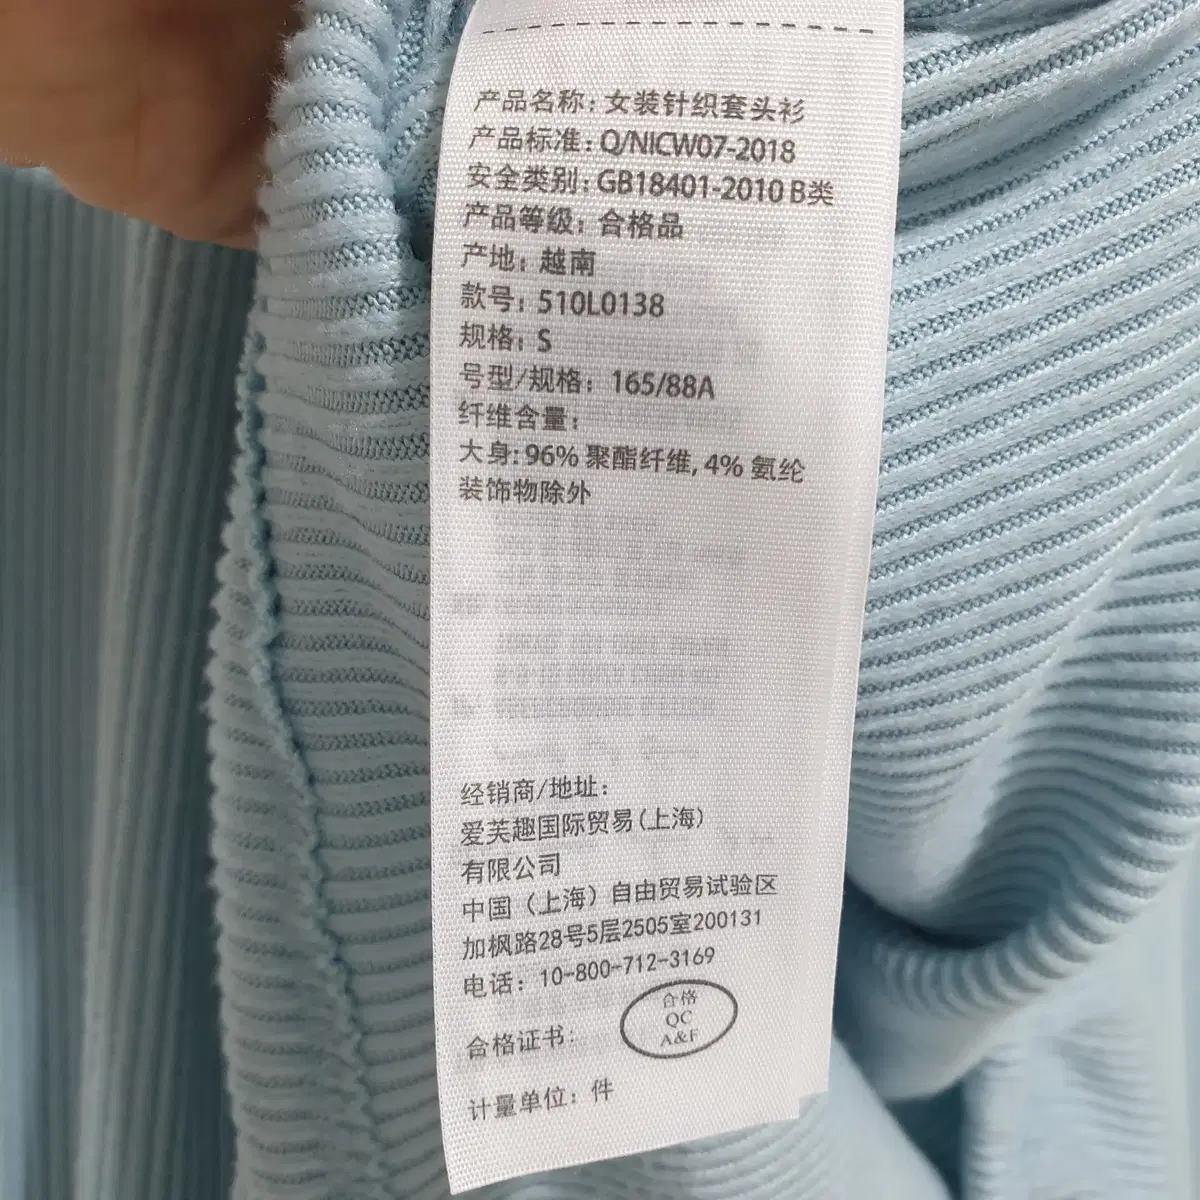 产品名称: 女装针织套头衫
产品标准: Q/NICW07-2018
安全类别: GB18401-2010 B类
产品等级: 合格品
产地: 越南
款号: 510L0138
规格: S
号型/规格: 165/88A
纤维含量:
大身: 96% 聚酯纤维, 4% 氨纶
装饰物除外
经销商/地址:
爱芙趣国际贸易(上海)
有限公司
中国（上海）自由贸易试验区
加枫路28号5层2505室200131
电话: 10-800-712-3169
合格
QC
A&F
合格证书:
计量单位: 件